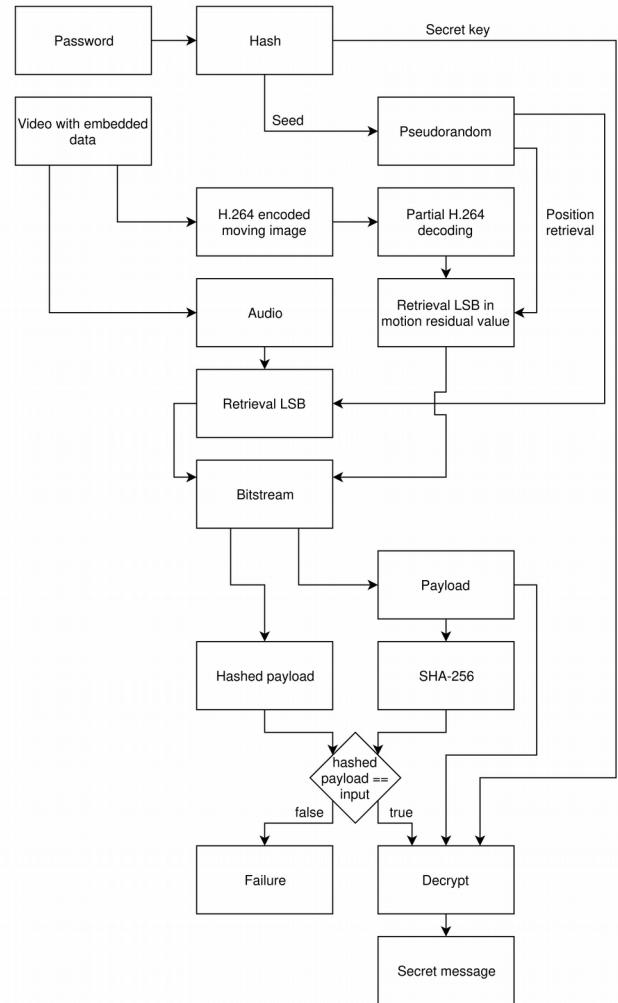 Password
Hash
Secret key
Video with embedded
data
Seed
Pseudorandom
H.264 encoded
moving image
Partial H.264
decoding
Position
retrieval
Audio
Retrieval LSB in
motion residual value
Retrieval LSB
Bitstream
Payload
Hashed payload
SHA-256
hashed
payload ==
input
false
true
Failure
Decrypt
Secret message